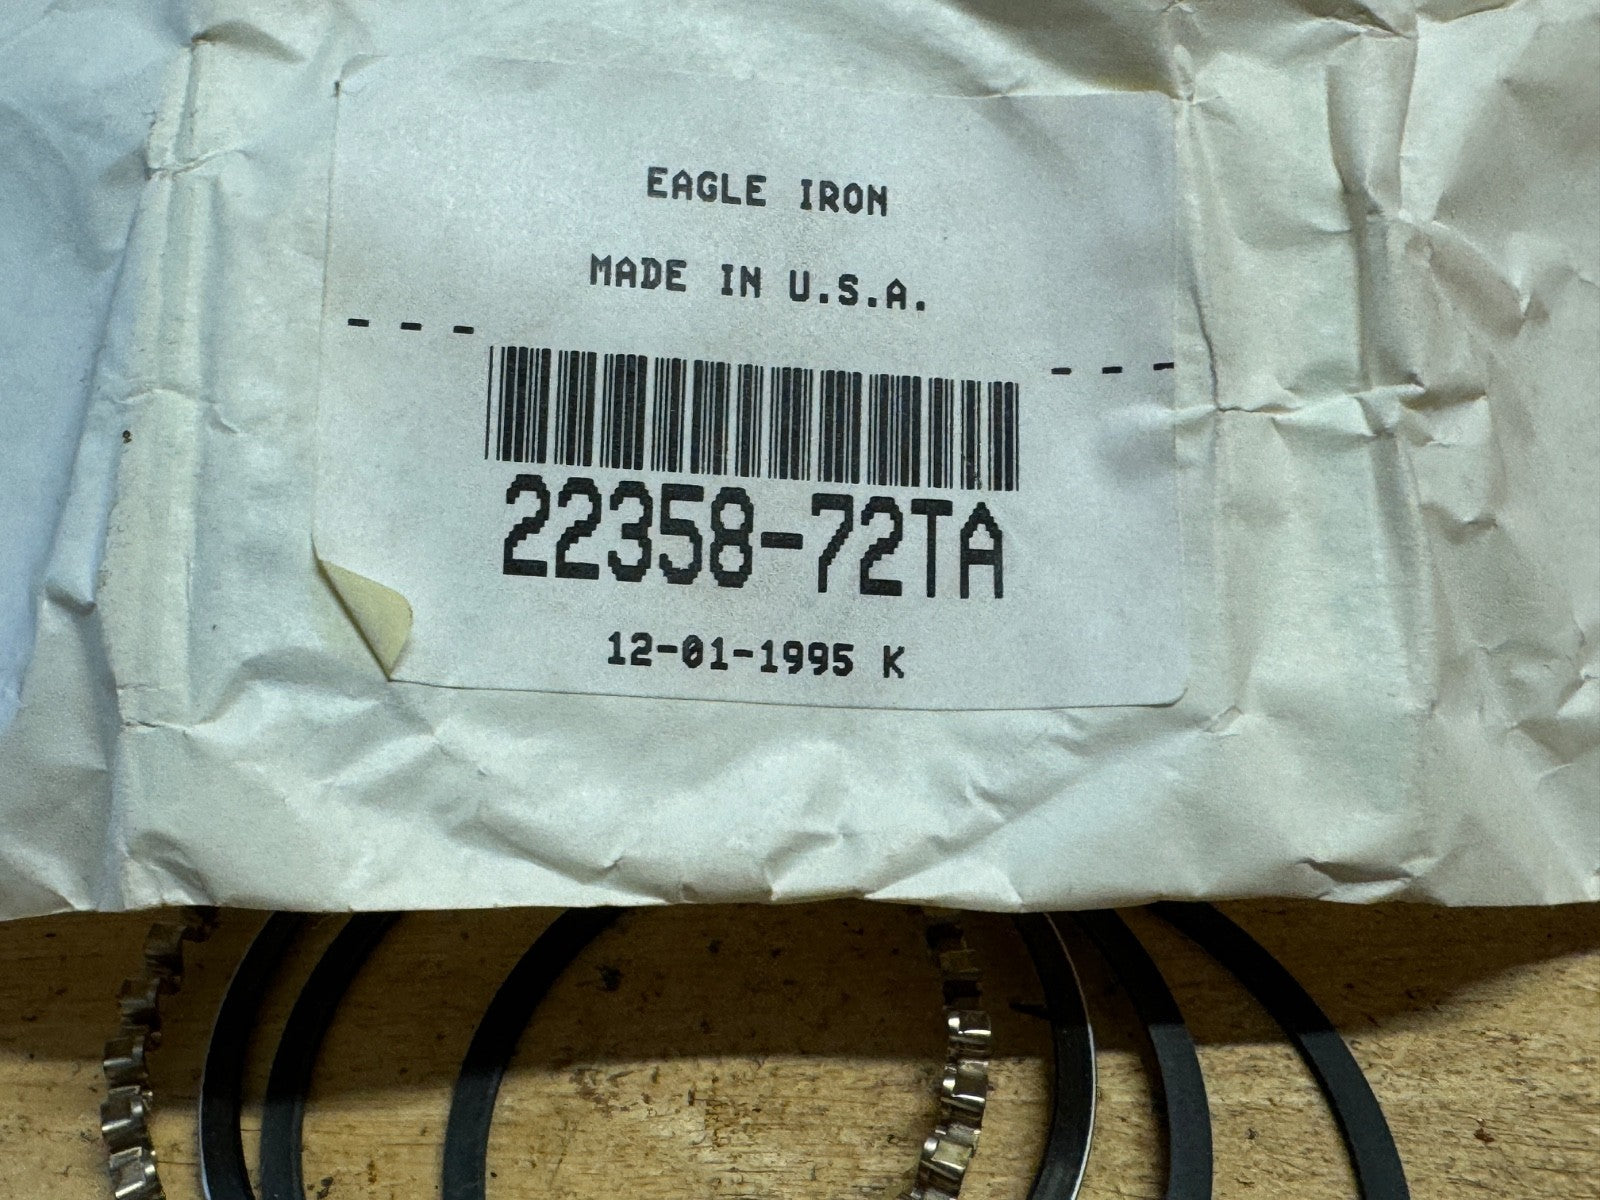 EAGLE IRON
MADE IN U.S.A.
- - - - - -
22358-72TA
12-01-1995 K